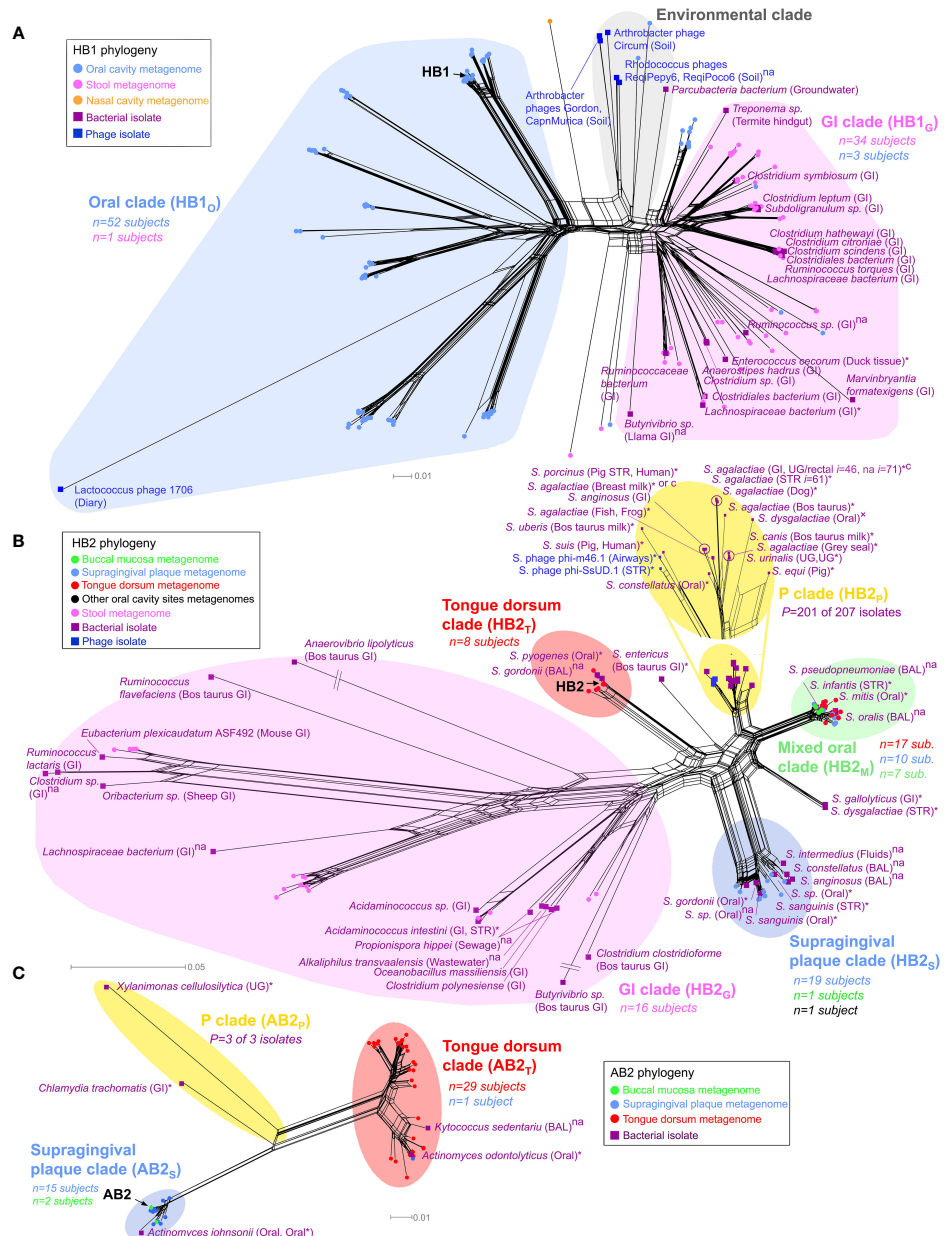 A
HB1 phylogeny
Oral cavity metagenome
Stool metagenome
Nasal cavity metagenome
Bacterial isolate
Phage isolate
HB1
Environmental clade
Arthrobacter phage
Circum (Soil)
Rhodococcus phages
ReqiPepy6, ReqiPoco6 (Soil)na
Arthrobacter
phages Gordon,
CapnMurica (Soil)
Parcubacteria bacterium (Groundwater)
Treponema sp.
(Termite hindgut)
GI clade (HB1G)
n=34 subjects
n=3 subjects
Oral clade (HB1O)
n=52 subjects
n=1 subjects
Clostridium symbiosum (GI)
Clostridium leptum (GI)
Subdoligranulum sp. (GI)
Clostridium hathewayi (GI)
Clostridium citroniae (GI)
Clostridium scindens (GI)
Clostridiales bacterium (GI)
Ruminococcus torques (GI)
Lachnospiraceae bacterium (GI)
Ruminococcus sp. (GI)na
Enterococcus cecorum (Duck tissue)*
Ruminococcaceae
bacterium
(GI)
Anaerostipes hadrus (GI)
Clostridium sp. (GI)
Marvinbryantia
formatexigens (GI)
Clostridiales bacterium (GI)
Lachnospiraceae bacterium (GI)*
Butyrivibrio sp.
(Llama GI)na
Lactococcus phage 1706
(Diary)
0.01
B
HB2 phylogeny
Buccal mucosa metagenome
Supragingival plaque metagenome
Tongue dorsum metagenome
Other oral cavity sites metagenomes
Stool metagenome
Bacterial isolate
Phage isolate
S. porcinus (Pig STR, Human)*
S. agalactiae (Breast milk)* or c
S. anginosus (GI)
S. agalactiae (Fish, Frog)*
S. uberis (Bos taurus milk)*
S. suis (Pig, Human)*
S. phage phi-m46.1 (Airways)*
S. phage phi-SsUD.1 (STR)*
S. constellatus (Oral)*
S. agalactiae (GI, UG/rectal i=46, na i=71)*c
S. agalactiae (STR i=61)*
S. agalactiae (Dog)*
S. agalactiae (Bos taurus)*
S. dysgalactiae (Oral)x
S. canis (Bos taurus milk)*
S. agalactiae (Grey seal)*
S. urinalis (UG,UG*)
S. equi (Pig)*
P clade (HB2P)
P=201 of 207 isolates
Tongue dorsum
clade (HB2T)
n=8 subjects
S. pyogenes (Oral)*
S. gordonii (BAL)na
HB2
S. entericus
(Bos taurus GI)*
S. pseudopneumoniae (BAL)na
S. infantis (STR)*
S. mitis (Oral)*
S. oralis (BAL)na
Mixed oral
clade (HB2M)
n=17 sub.
n=10 sub.
n=7 sub.
Anaerovibrio lipolyticus
(Bos taurus GI)
Ruminococcus
flavefaciens (Bos taurus GI)
Eubacterium plexicaudatum ASF492 (Mouse GI)
Ruminococcus
lactaris (GI)
Clostridium sp.
(GI)na
Oribacterium sp. (Sheep GI)
Lachnospiraceae bacterium (GI)na
S. gallolyticus (GI)*
S. dysgalactiae (STR)*
S. intermedius (Fluids)na
S. constellatus (BAL)na
S. anginosus (BAL)na
S. sp. (Oral)*
S. gordonii (Oral)*
S. sanguinis (STR)*
S. sp. (Oral)na
S. sanguinis (Oral)*
Acidaminococcus sp. (GI)
Acidaminococcus intestini (GI, STR)*
Propionispora hippei (Sewage)na
Alkaliphilus transvaalensis (Wastewater)na
Oceanobacillus massiliensis (GI)
Clostridium polynesiense (GI)
Clostridium clostridioforme
(Bos taurus GI)
Butyrivibrio sp.
(Bos taurus GI)
GI clade (HB2G)
n=16 subjects
Supragingival
plaque clade (HB2S)
n=19 subjects
n=1 subjects
n=1 subject
C
0.05
Xylanimonas cellulosilytica (UG)*
P clade (AB2P)
P=3 of 3 isolates
Chlamydia trachomatis (GI)*
Tongue dorsum
clade (AB2T)
n=29 subjects
n=1 subject
Kytococcus sedentariu (BAL)na
Actinomyces odontolyticus (Oral)*
AB2 phylogeny
Buccal mucosa metagenome
Supragingival plaque metagenome
Tongue dorsum metagenome
Bacterial isolate
Supragingival
plaque clade (AB2S)
n=15 subjects
n=2 subjects
AB2
Actinomyces johnsonii (Oral, Oral*)
0.01